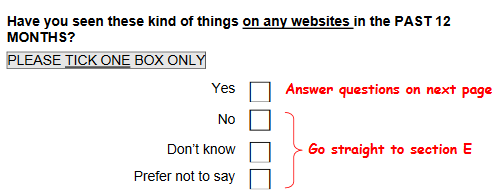 Have you seen these kind of things on any websites in the PAST 12
MONTHS?
PLEASE TICK ONE BOX ONLY
Yes Answer questions on next page
No
Don't know Go straight to section E
Prefer not to say